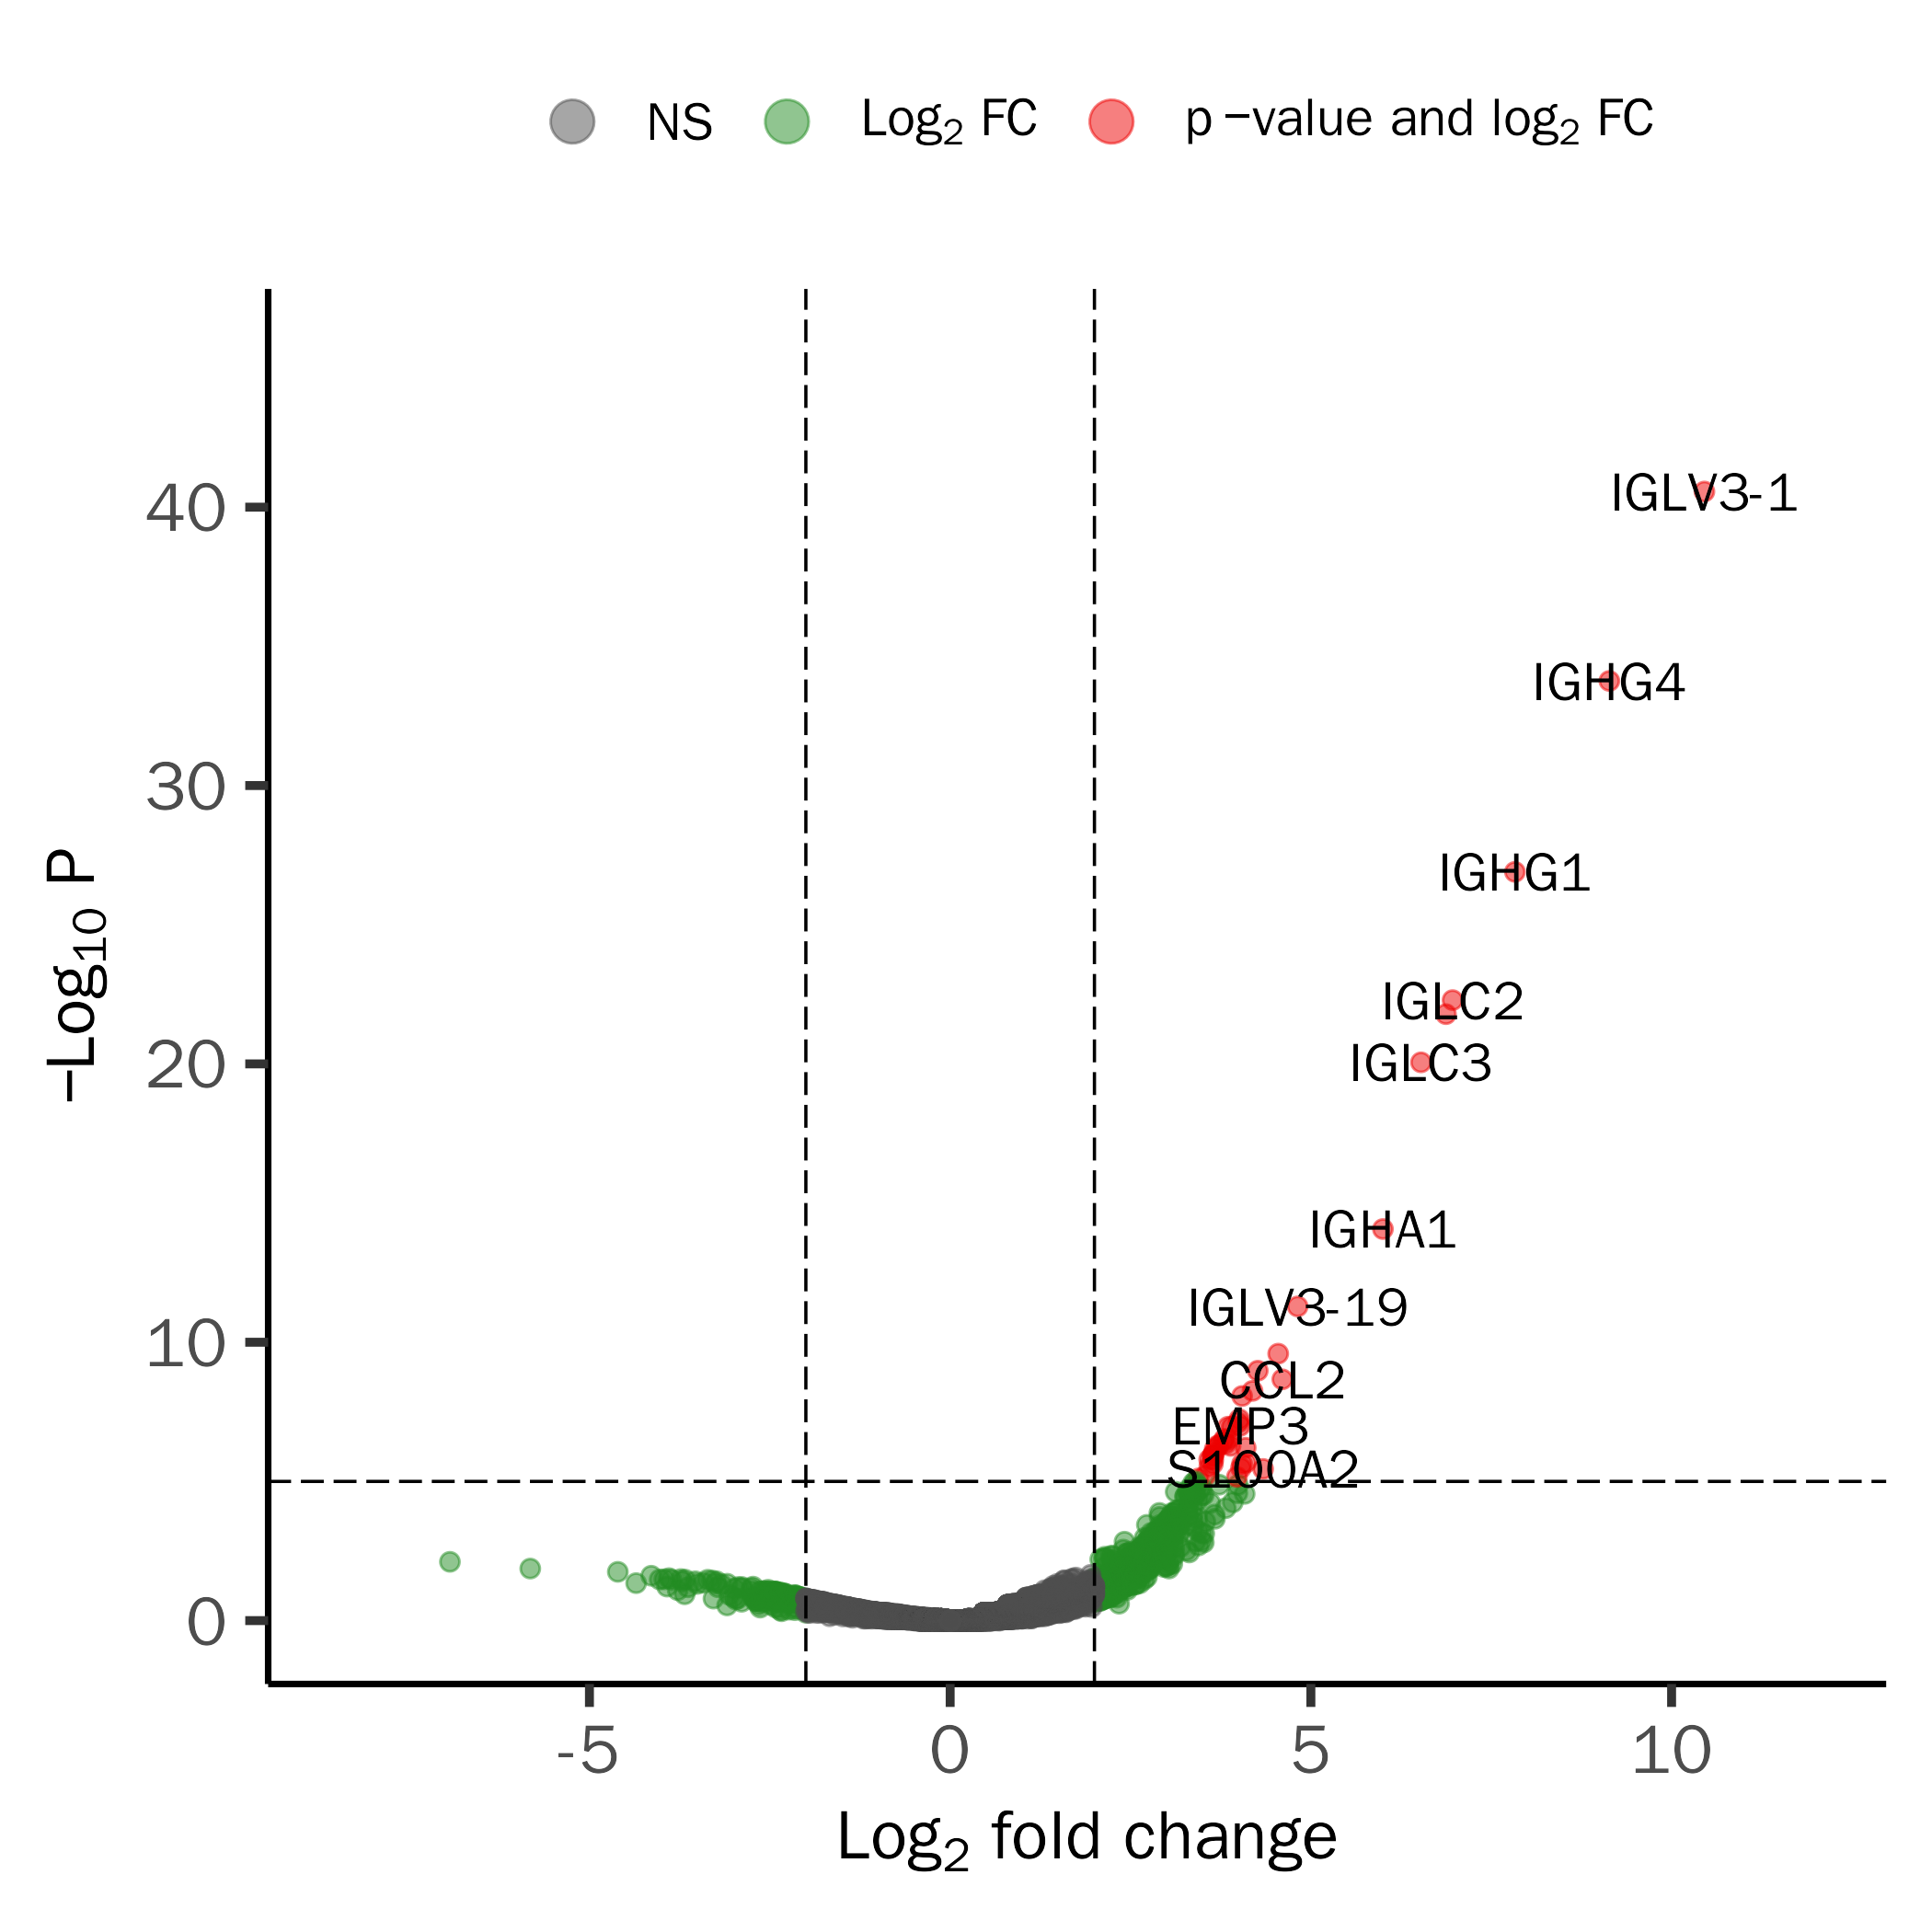 NS Log₂ FC p −value and log₂ FC
IGLV3-1
40
IGHG4
30
IGHG1
IGLC2
20
IGLC3
IGHA1
IGLV3-19
10
CCL2
EMP3
S100A2
0
−Log₁₀ P
-5 0 5 10
Log₂ fold change